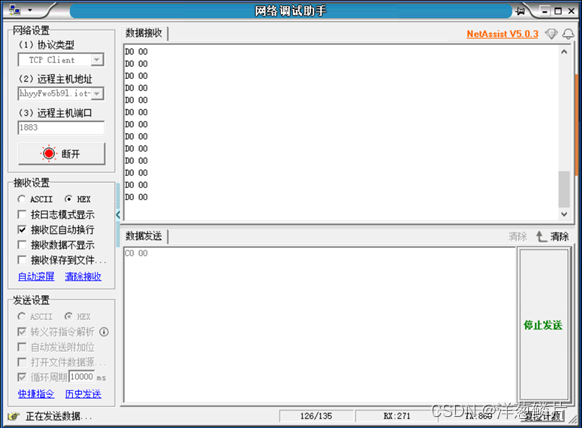 网络调试助手
网络设置
数据接收
NetAssist V5.0.3
(1) 协议类型
TCP Client
(2) 远程主机地址
hhyyFwo5b9l.iot-
(3) 远程主机端口
1883
断开
D0 00
D0 00
D0 00
D0 00
D0 00
D0 00
D0 00
D0 00
D0 00
D0 00
D0 00
D0 00
D0 00
接收设置
ASCII HEX
按日志模式显示
接收区自动换行
接收数据不显示
接收保存到文件...
自动滚屏 清除接收
数据发送
清除 清除
C0 00
发送设置
ASCII HEX
转义符指令解析
自动发送附加位
打开文件数据源...
循环周期 10000 ms
快捷指令 历史发送
停止发送
正在发送数据...
126/135
RX:271
TX:860
复位计数
CSDN @洋葱鳞片